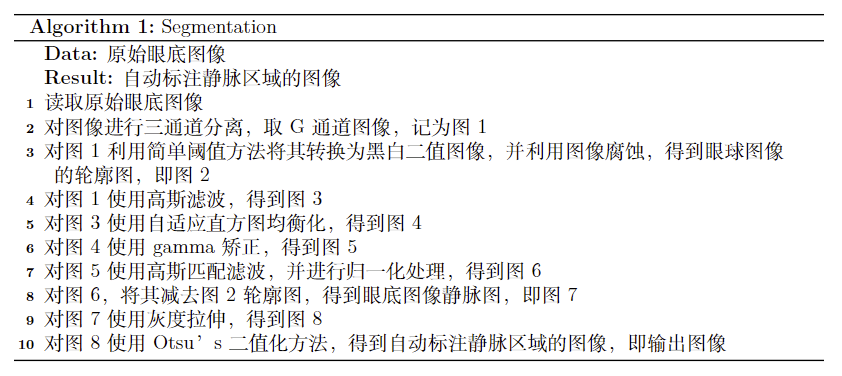 Algorithm 1: Segmentation
Data: 原始眼底图像
Result: 自动标注静脉区域的图像
1 读取原始眼底图像
2 对图像进行三通道分离，取 G 通道图像，记为图 1
3 对图 1 利用简单阈值方法将其转换为黑白二值图像，并利用图像腐蚀，得到眼球图像
的轮廓图，即图 2
4 对图 1 使用高斯滤波，得到图 3
5 对图 3 使用自适应直方图均衡化，得到图 4
6 对图 4 使用 gamma 矫正，得到图 5
7 对图 5 使用高斯匹配滤波，并进行归一化处理，得到图 6
8 对图 6，将其减去图 2 轮廓图，得到眼底图像静脉图，即图 7
9 对图 7 使用灰度拉伸，得到图 8
10 对图 8 使用 Otsu’s 二值化方法，得到自动标注静脉区域的图像，即输出图像